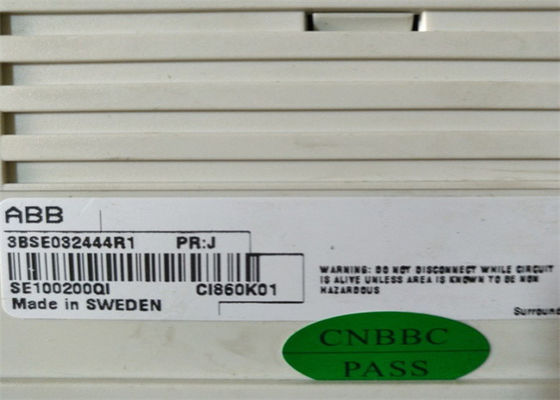 ABB
3BSE032444R1 PR:J
SE100200QI CI860K01
Made in SWEDEN
WARNING: DO NOT DISCONNECT WHILE CIRCUIT
IS ALIVE UNLESS AREA IS KNOWN TO BE NON
HAZARDOUS
Surround
CNBBC
PASS